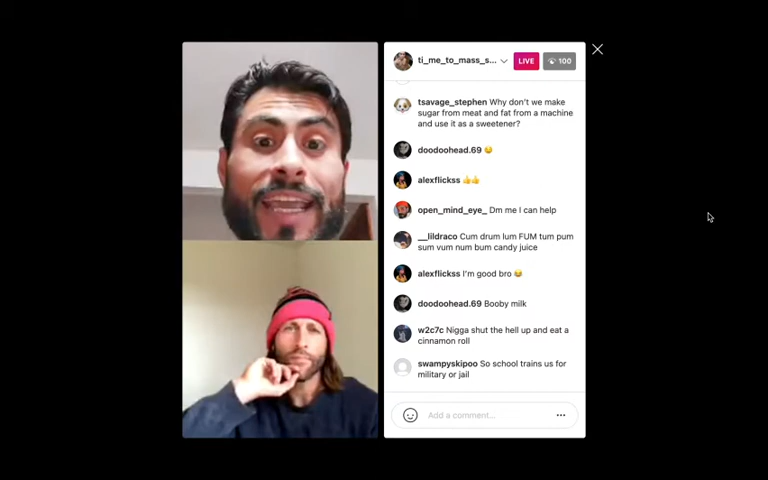 ti_me_to_mass_s...
LIVE
100
tsavage_stephen Why don't we make
sugar from meat and fat from a machine
and use it as a sweetener?
doodoohead.69 😏
alexflickss 👍👍
open_mind_eye_ Dm me I can help
__lildraco Cum drum lum FUM tum pum
sum vum num bum candy juice
alexflickss I'm good bro 😂
doodoohead.69 Booby milk
w2c7c Nigga shut the hell up and eat a
cinnamon roll
swampyskipoo So school trains us for
military or jail
Add a comment...